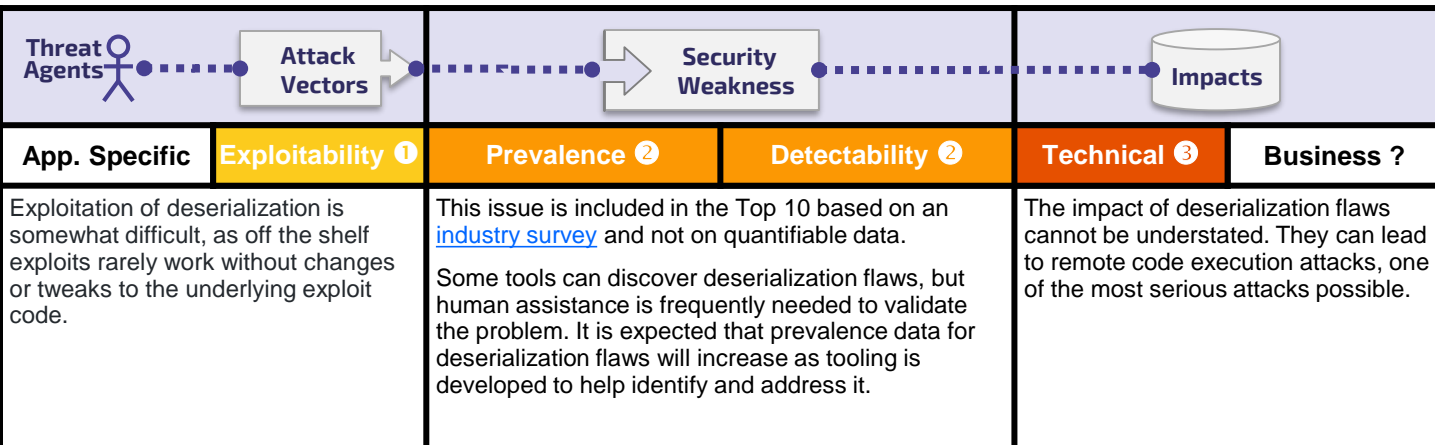 Threat
Agents
Attack
Vectors
Security
Weakness
Impacts
App. Specific
Exploitability ❶
Prevalence ❷
Detectability ❷
Technical ❸
Business ?
Exploitation of deserialization is
somewhat difficult, as off the shelf
exploits rarely work without changes
or tweaks to the underlying exploit
code.
This issue is included in the Top 10 based on an
industry survey and not on quantifiable data.
Some tools can discover deserialization flaws, but
human assistance is frequently needed to validate
the problem. It is expected that prevalence data for
deserialization flaws will increase as tooling is
developed to help identify and address it.
The impact of deserialization flaws
cannot be understated. They can lead
to remote code execution attacks, one
of the most serious attacks possible.